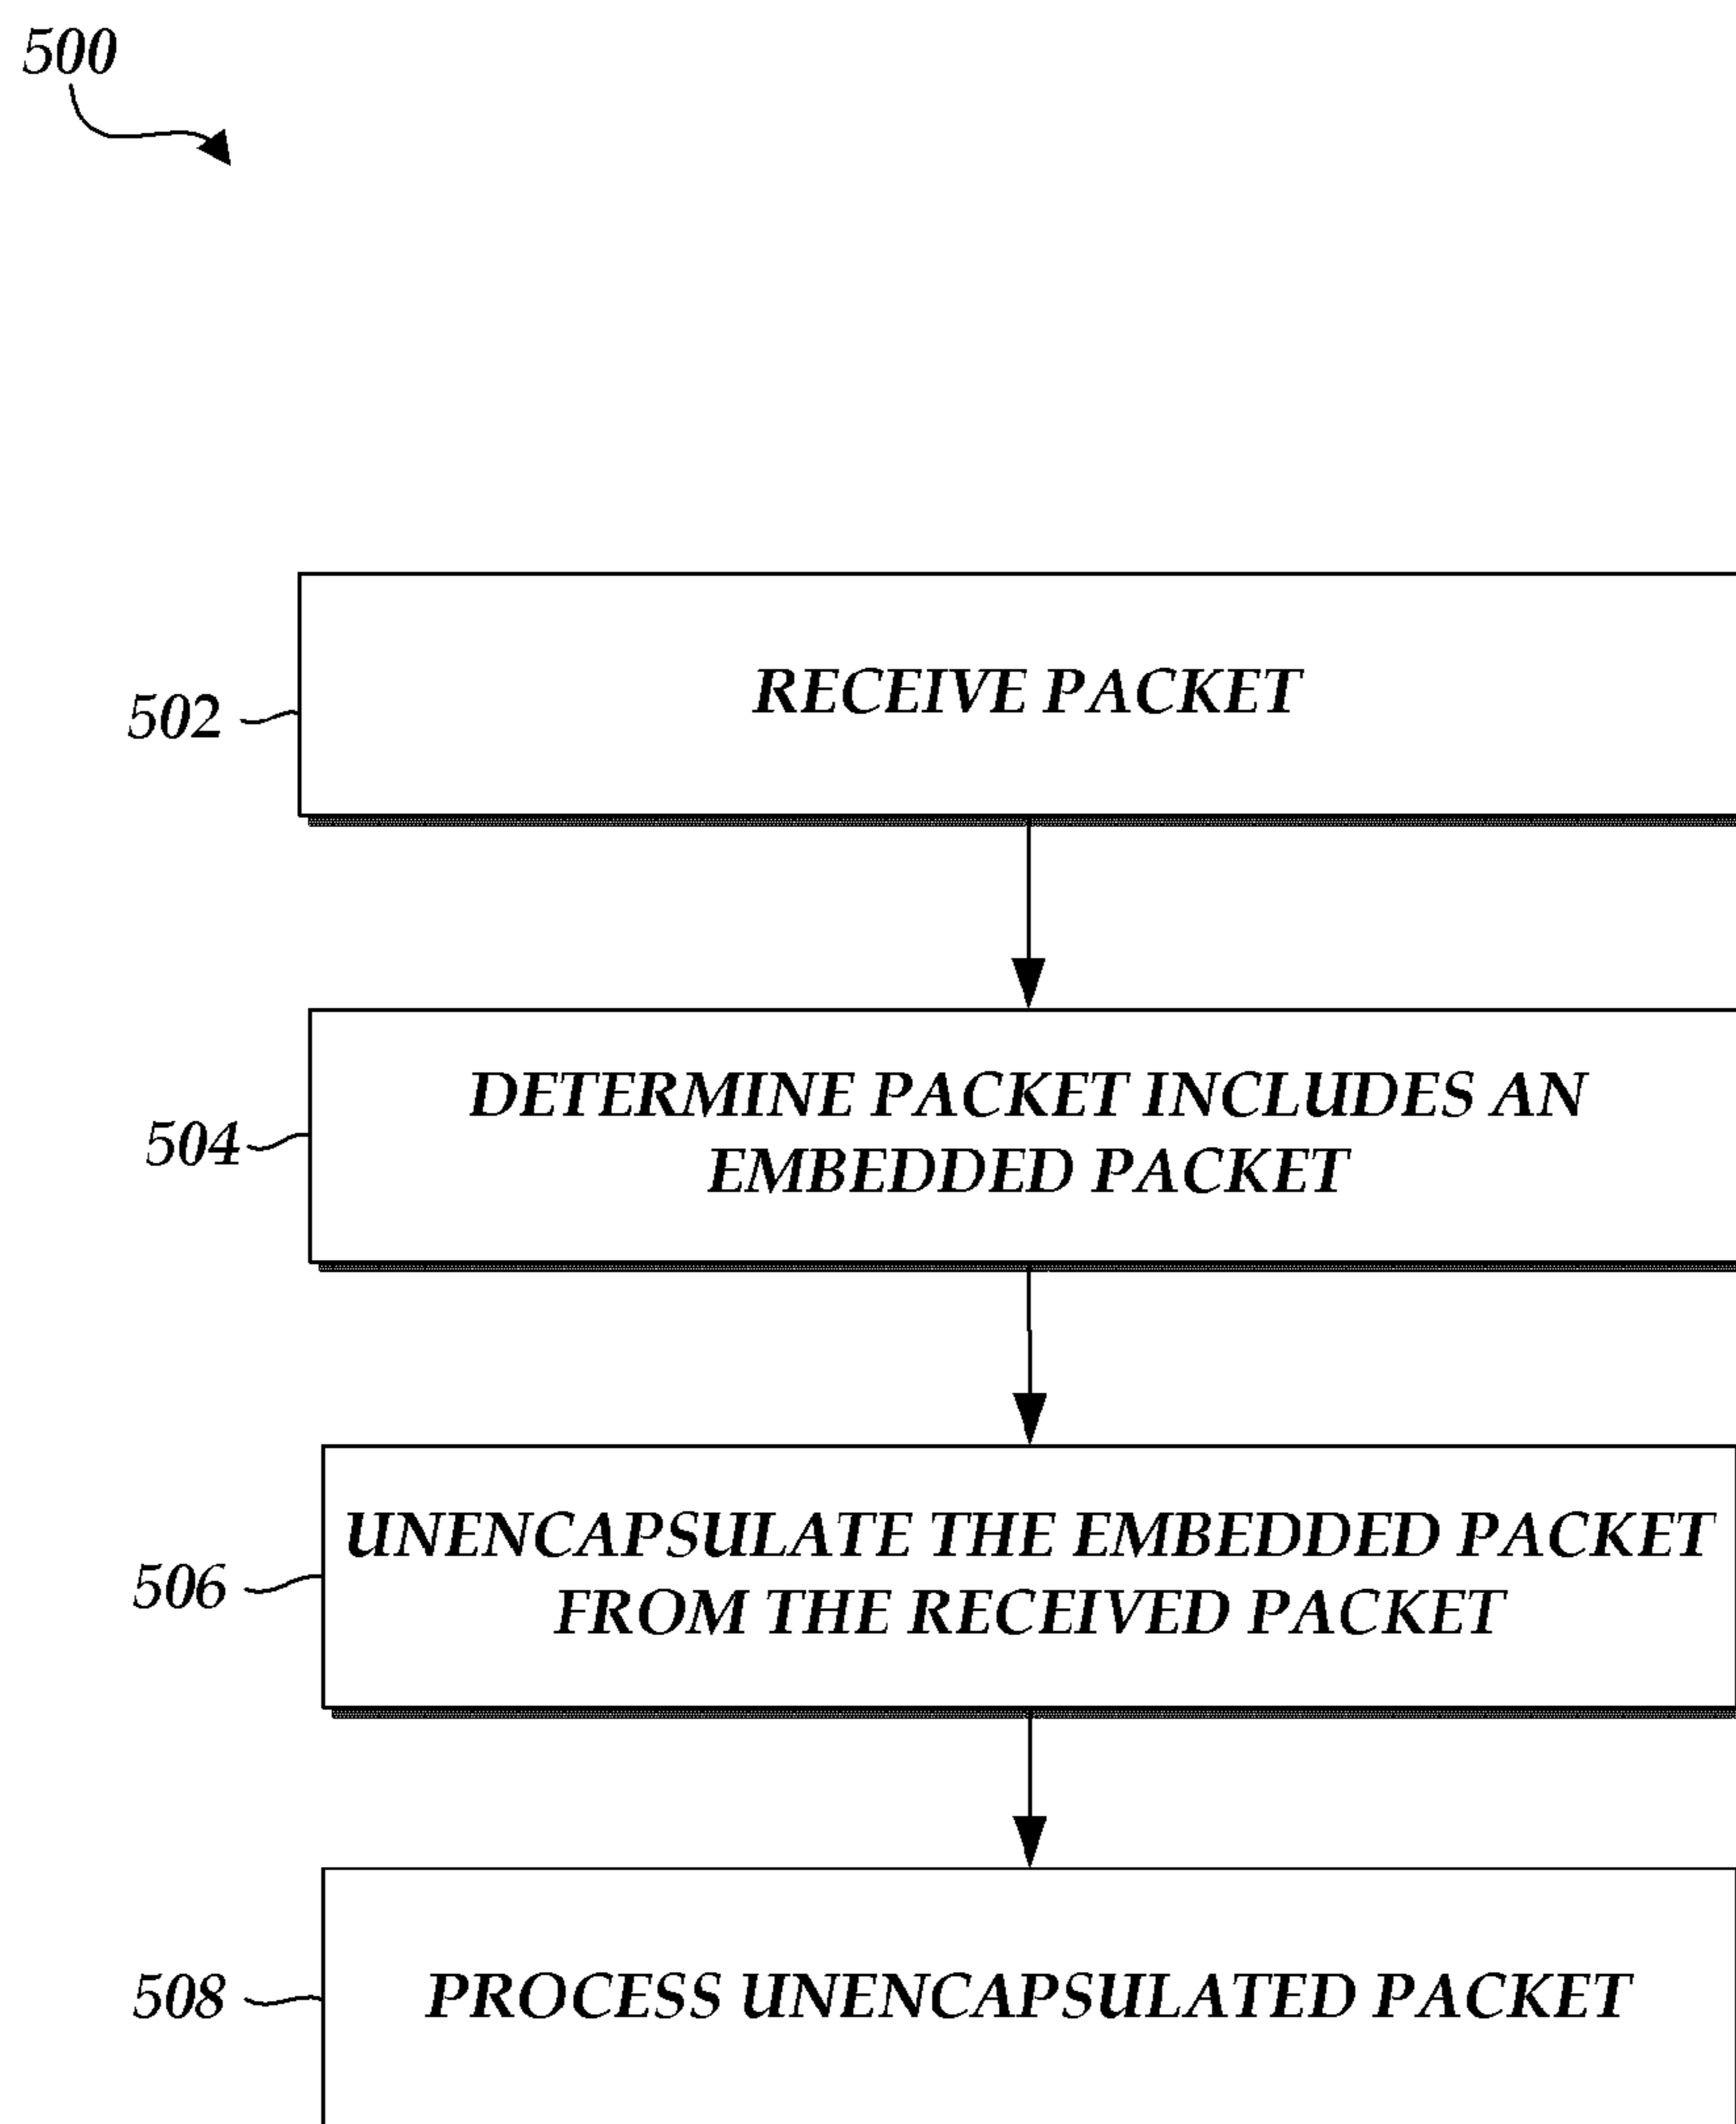 500
502
RECEIVE PACKET
504
DETERMINE PACKET INCLUDES AN
EMBEDDED PACKET
506
UNENCAPSULATE THE EMBEDDED PACKET
FROM THE RECEIVED PACKET
508
PROCESS UNENCAPSULATED PACKET